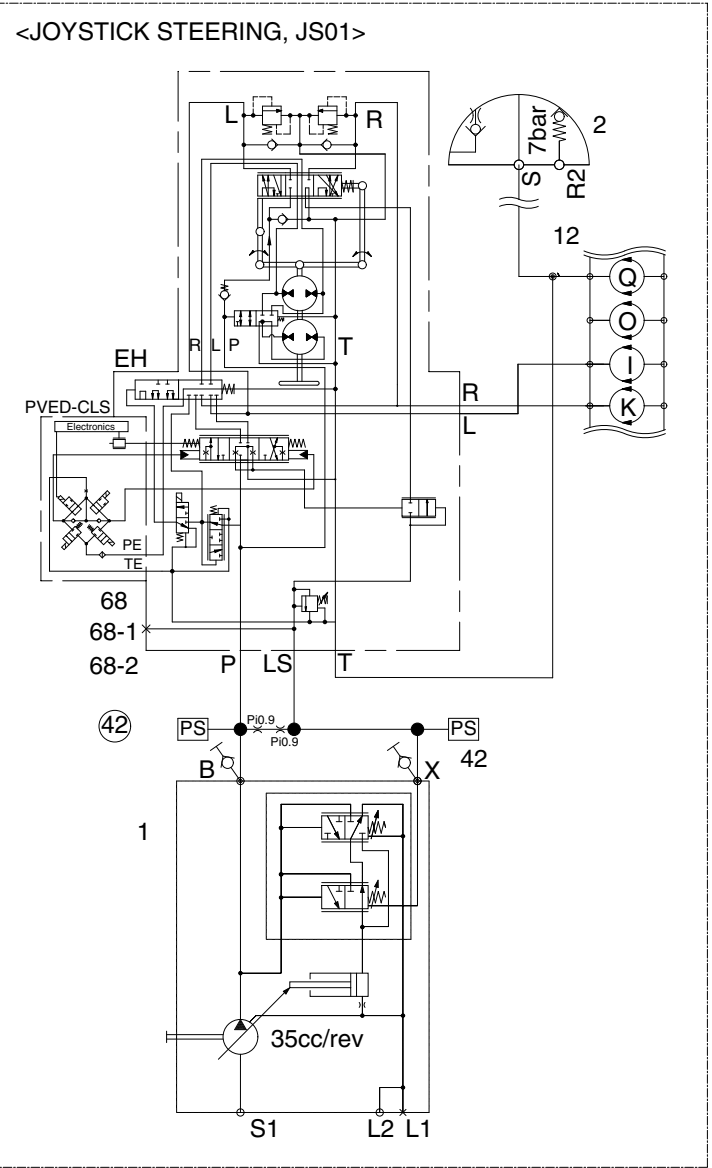 <JOYSTICK STEERING, JS01>
L
R
7bar
2
S
R2
12
Q
O
I
K
EH
R L P
T
R
L
PVED-CLS
Electronics
PE
TE
68
68-1
68-2
P
LS
T
42
PS
Pi0.9
Pi0.9
PS
42
B
X
1
35cc/rev
S1
L2
L1